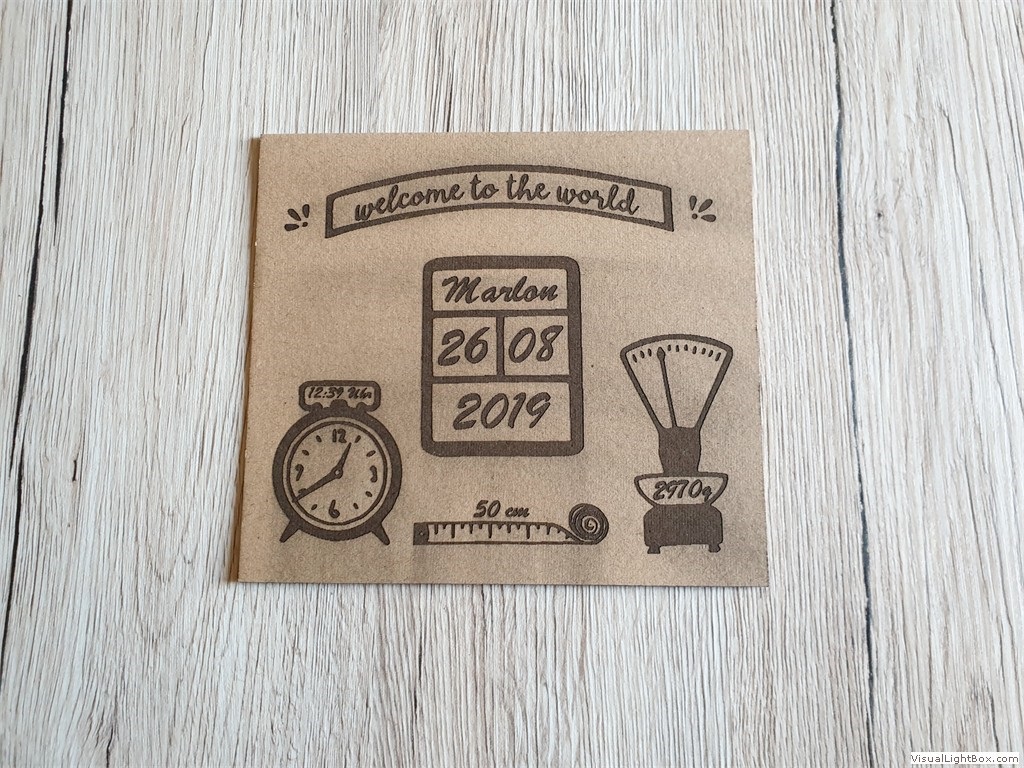 welcome to the world
Marlon
26 08
2019
12:39 Uhr
12
9 3
6
50 cm
2970g
VisualLightBox.com